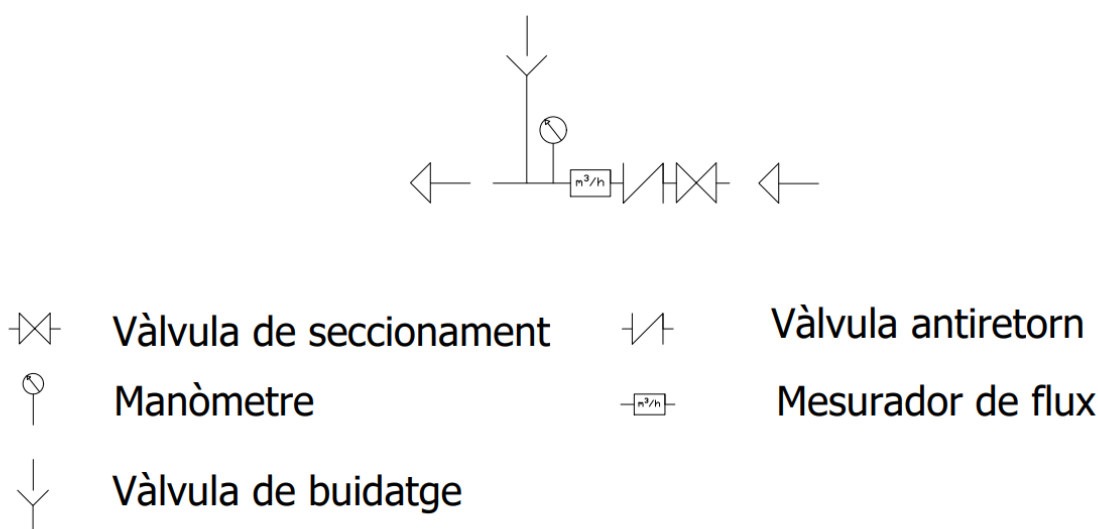 m³/h
Vàlvula de seccionament
Vàlvula antiretorn
Manòmetre
m³/h
Mesurador de flux
Vàlvula de buidatge